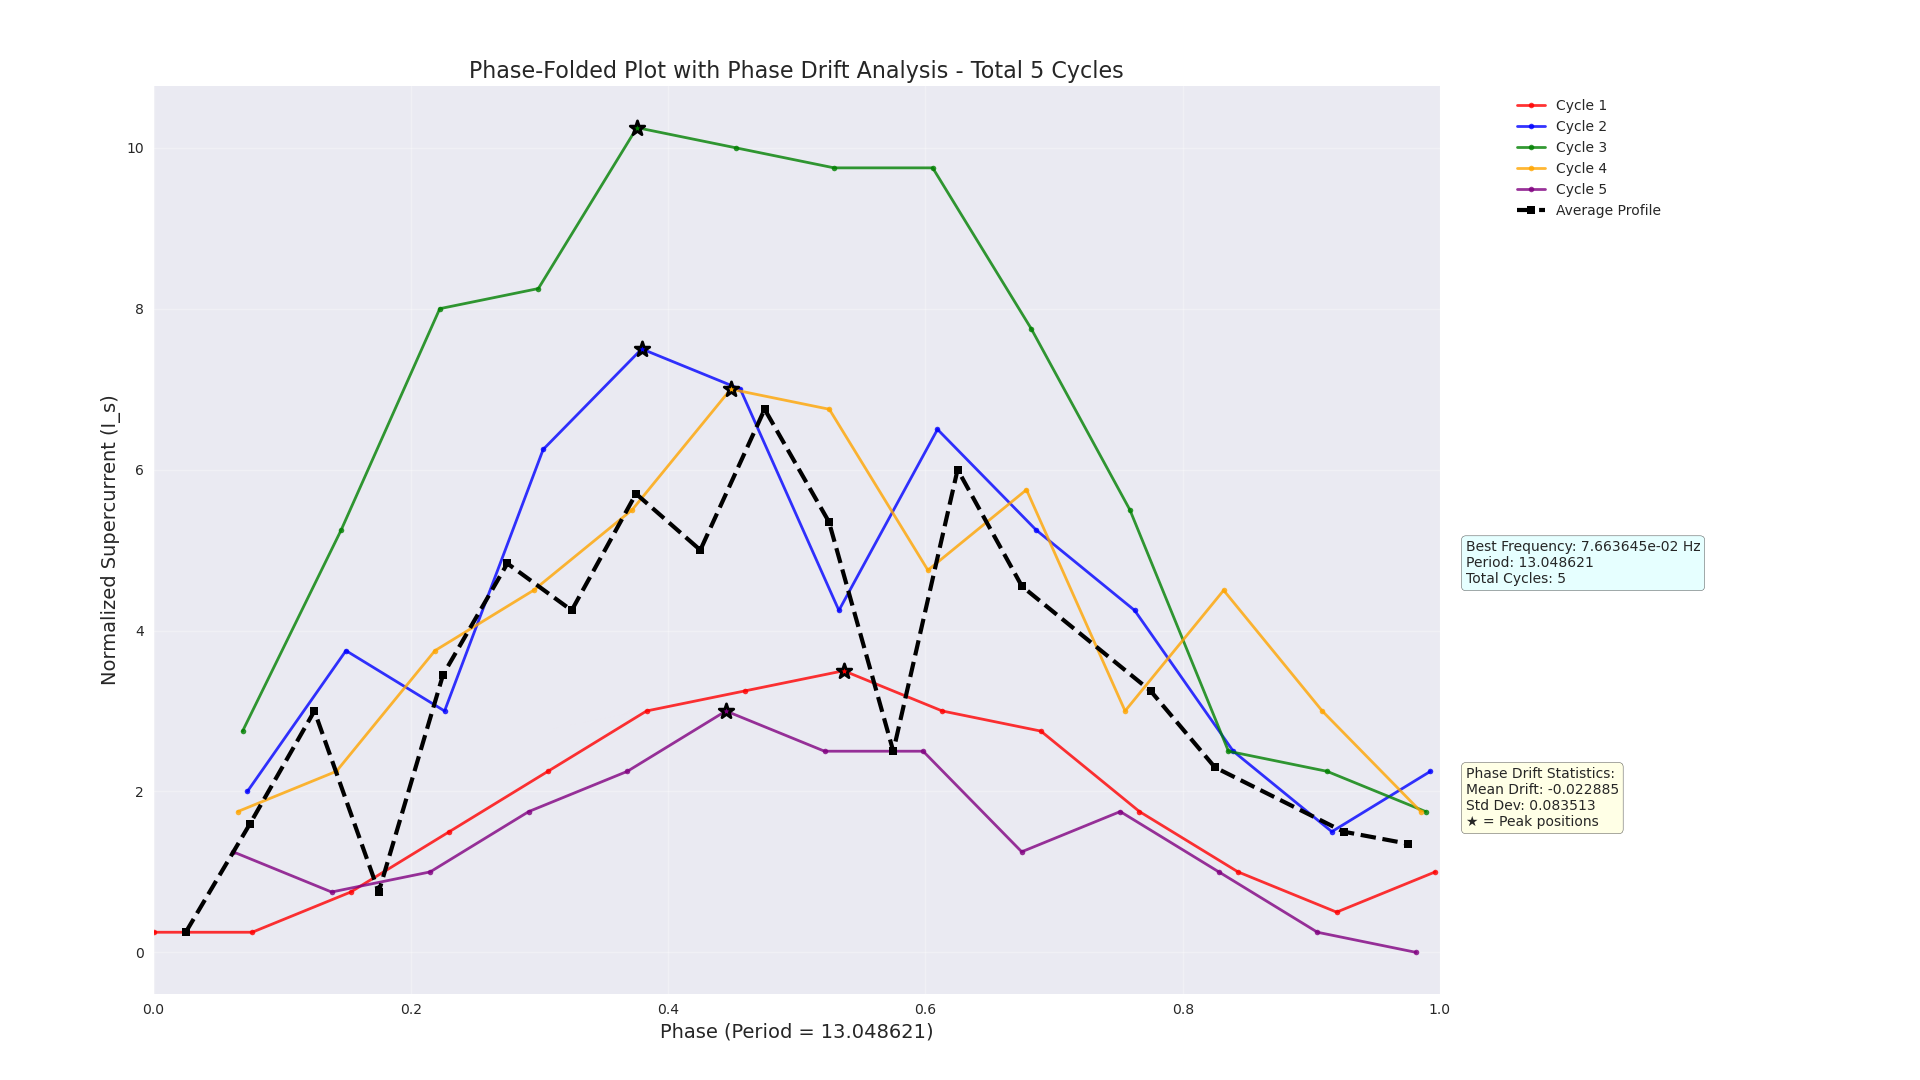 Phase-Folded Plot with Phase Drift Analysis - Total 5 Cycles
Normalized Supercurrent (I_s)
10
8
6
4
2
0
0.0
0.2
0.4
0.6
0.8
1.0
Phase (Period = 13.048621)
Cycle 1
Cycle 2
Cycle 3
Cycle 4
Cycle 5
Average Profile
Best Frequency: 7.663645e-02 Hz
Period: 13.048621
Total Cycles: 5
Phase Drift Statistics:
Mean Drift: -0.022885
Std Dev: 0.083513
★ = Peak positions